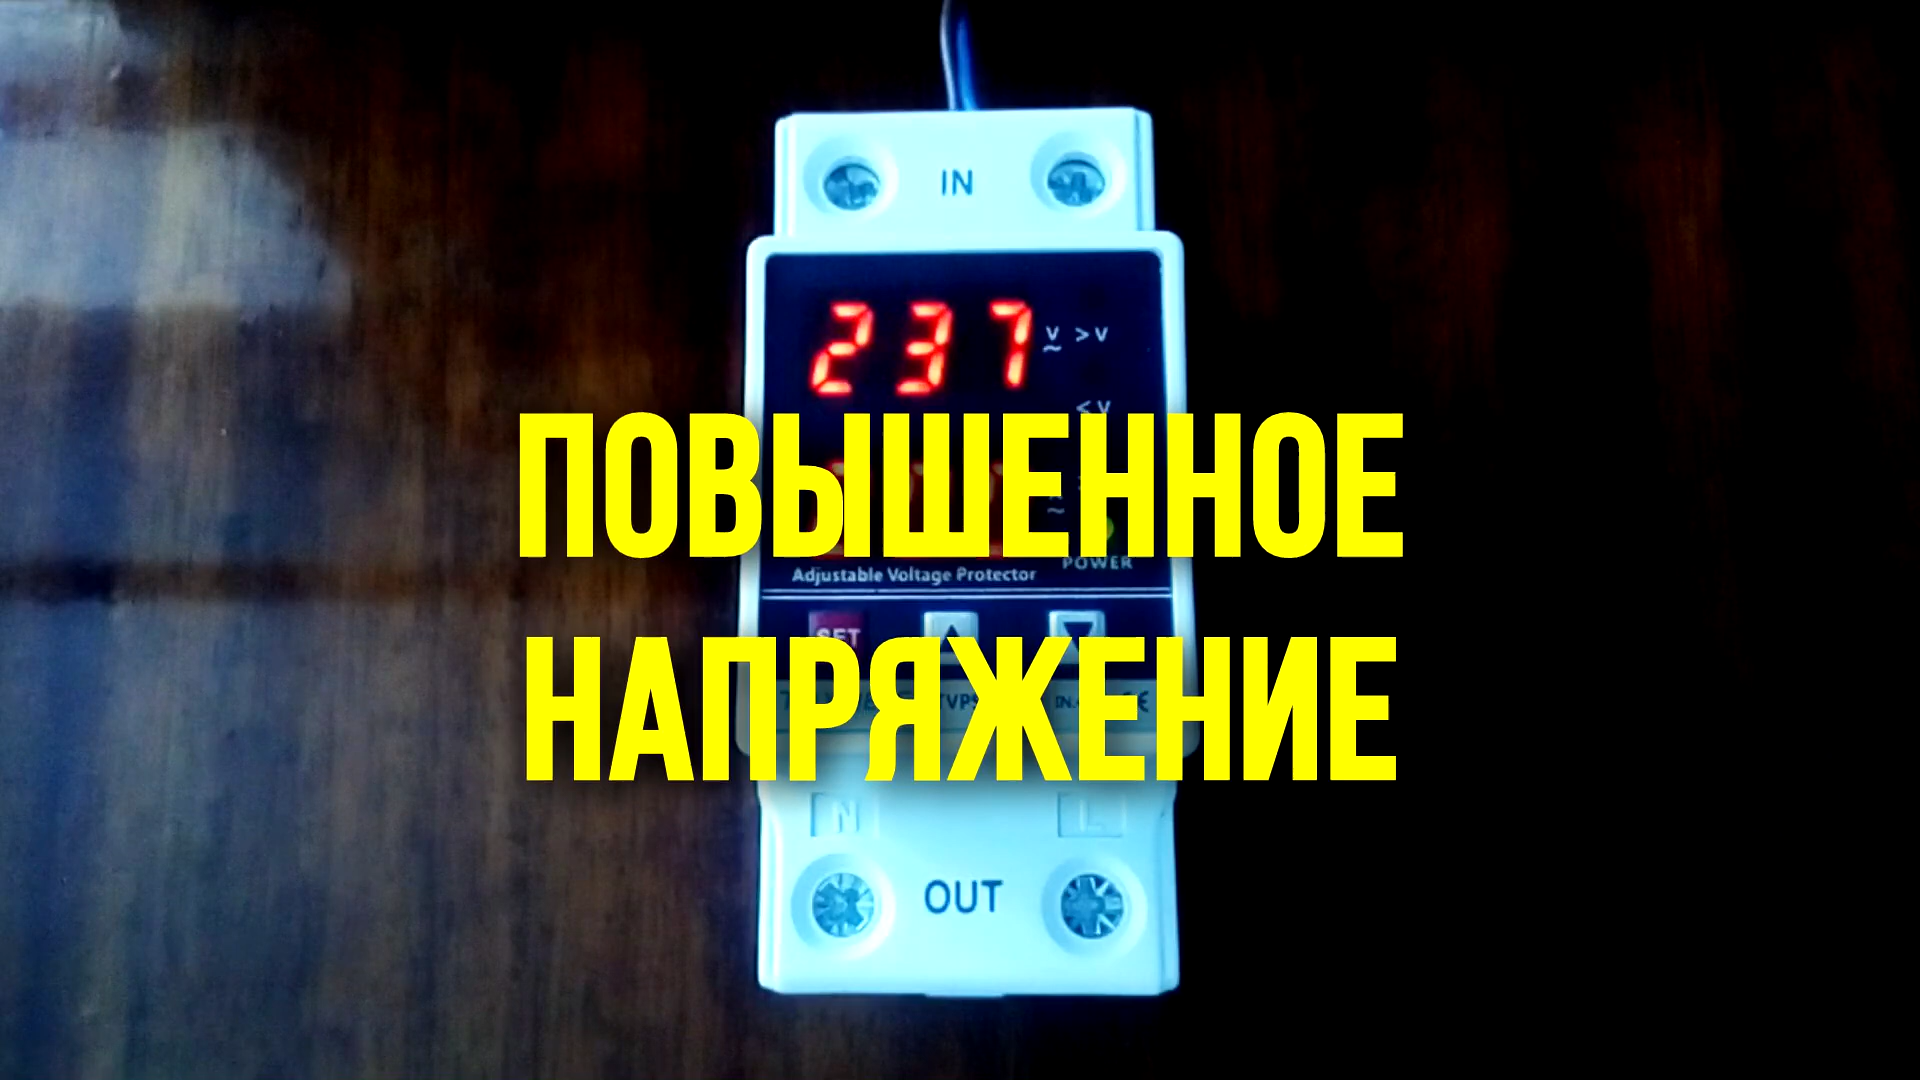 IN
237 V >V
<V
ПОВЫШЕННОЕ
POWER
Adjustable Voltage Protector
SET
НАПРЯЖЕНИЕ
N L
OUT